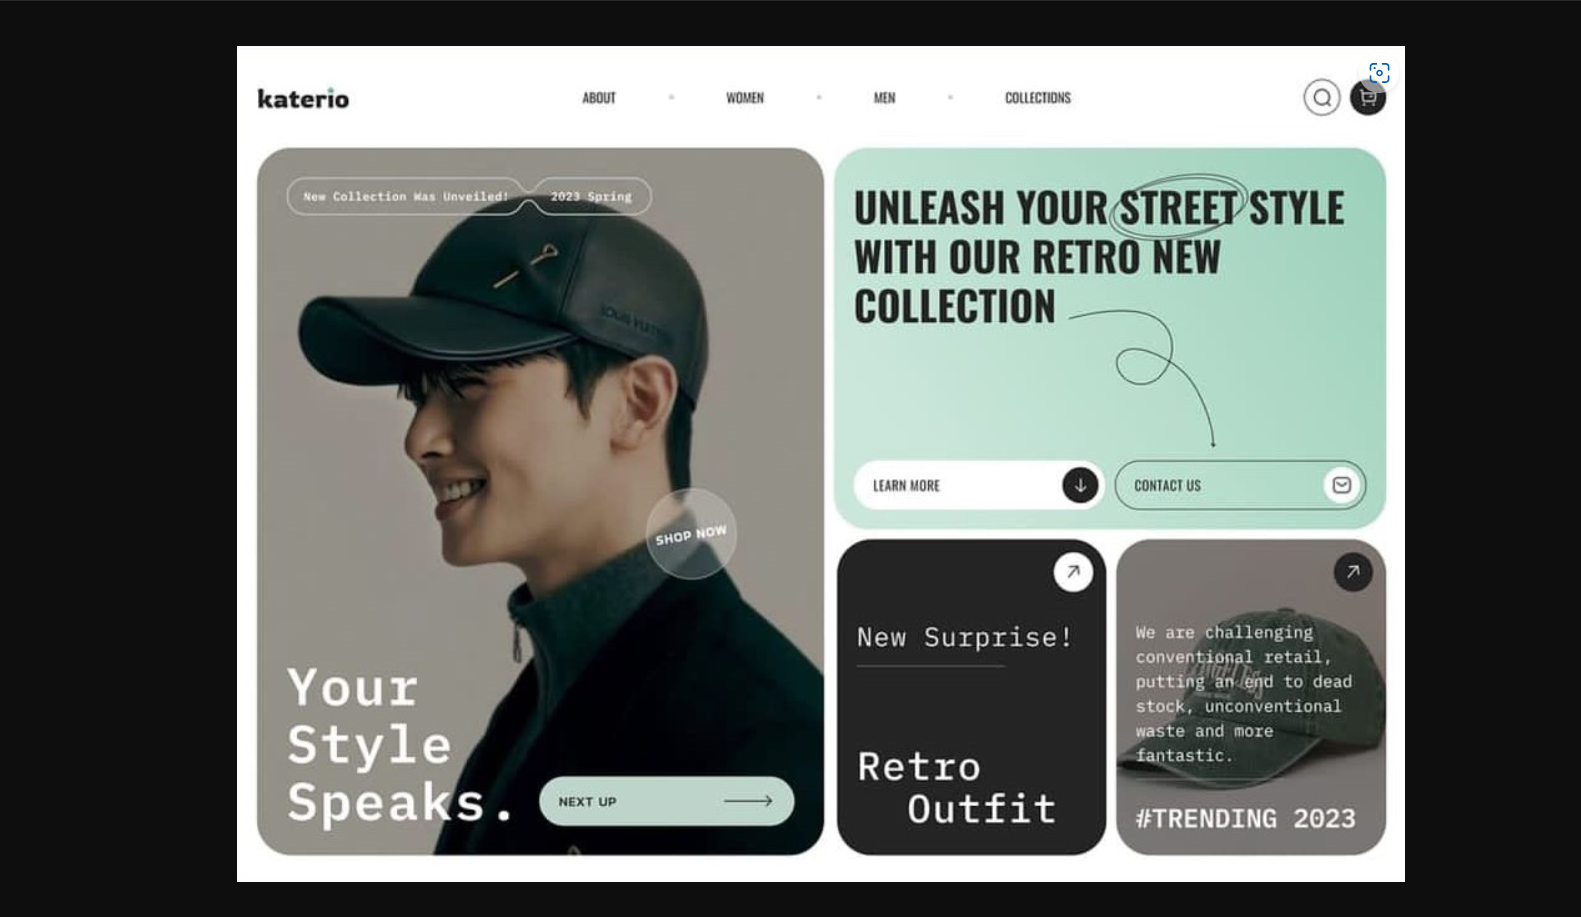 katerio
ABOUT
WOMEN
MEN
COLLECTIONS
New Collection Was Unveiled!
2023 Spring
SHOP NOW
Your
Style
Speaks.
NEXT UP
UNLEASH YOUR STREET STYLE
WITH OUR RETRO NEW
COLLECTION
LEARN MORE
CONTACT US
New Surprise!
Retro
Outfit
We are challenging
conventional retail,
putting an end to dead
stock, unconventional
waste and more
fantastic.
#TRENDING 2023